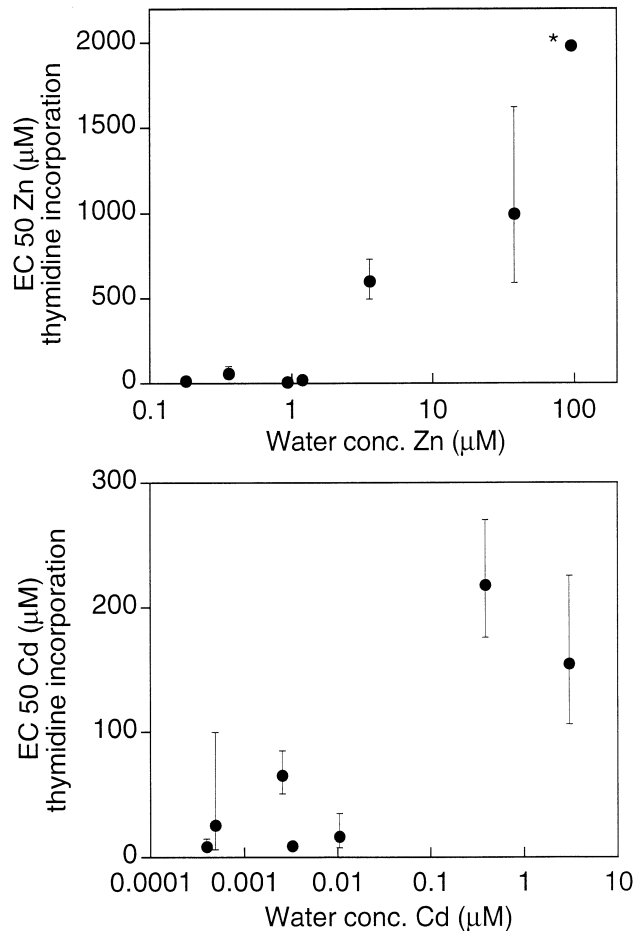 EC 50 Zn (μM)
thymidine incorporation
2000
1500
1000
500
0
*
0.1 1 10 100
Water conc. Zn (μM)
EC 50 Cd (μM)
thymidine incorporation
300
200
100
0
0.0001 0.001 0.01 0.1 1 10
Water conc. Cd (μM)